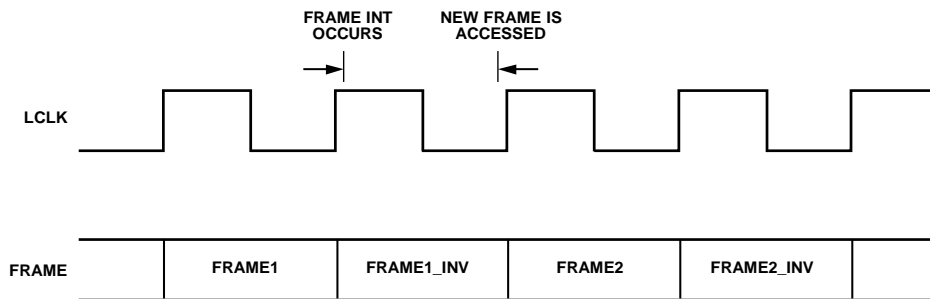 FRAME INT
OCCURS
NEW FRAME IS
ACCESSED
LCLK
FRAME
FRAME1
FRAME1_INV
FRAME2
FRAME2_INV